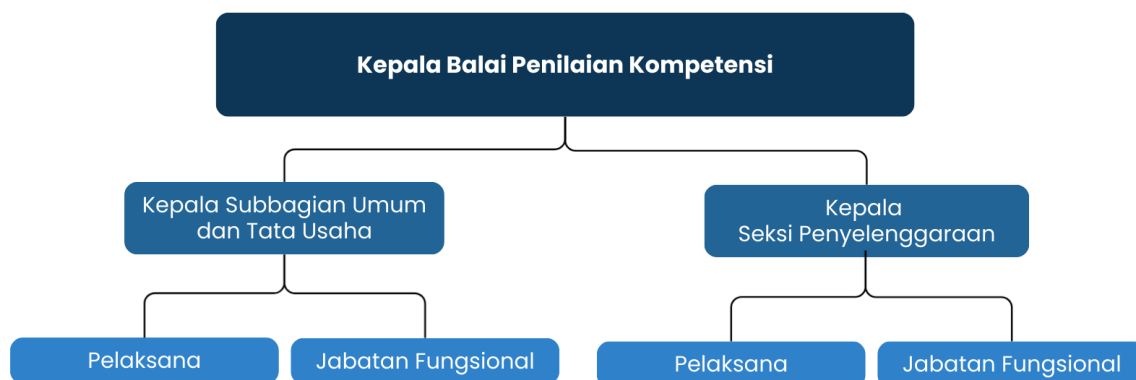 Kepala Balai Penilaian Kompetensi
Kepala Subbagian Umum
dan Tata Usaha
Kepala
Seksi Penyelenggaraan
Pelaksana
Jabatan Fungsional
Pelaksana
Jabatan Fungsional